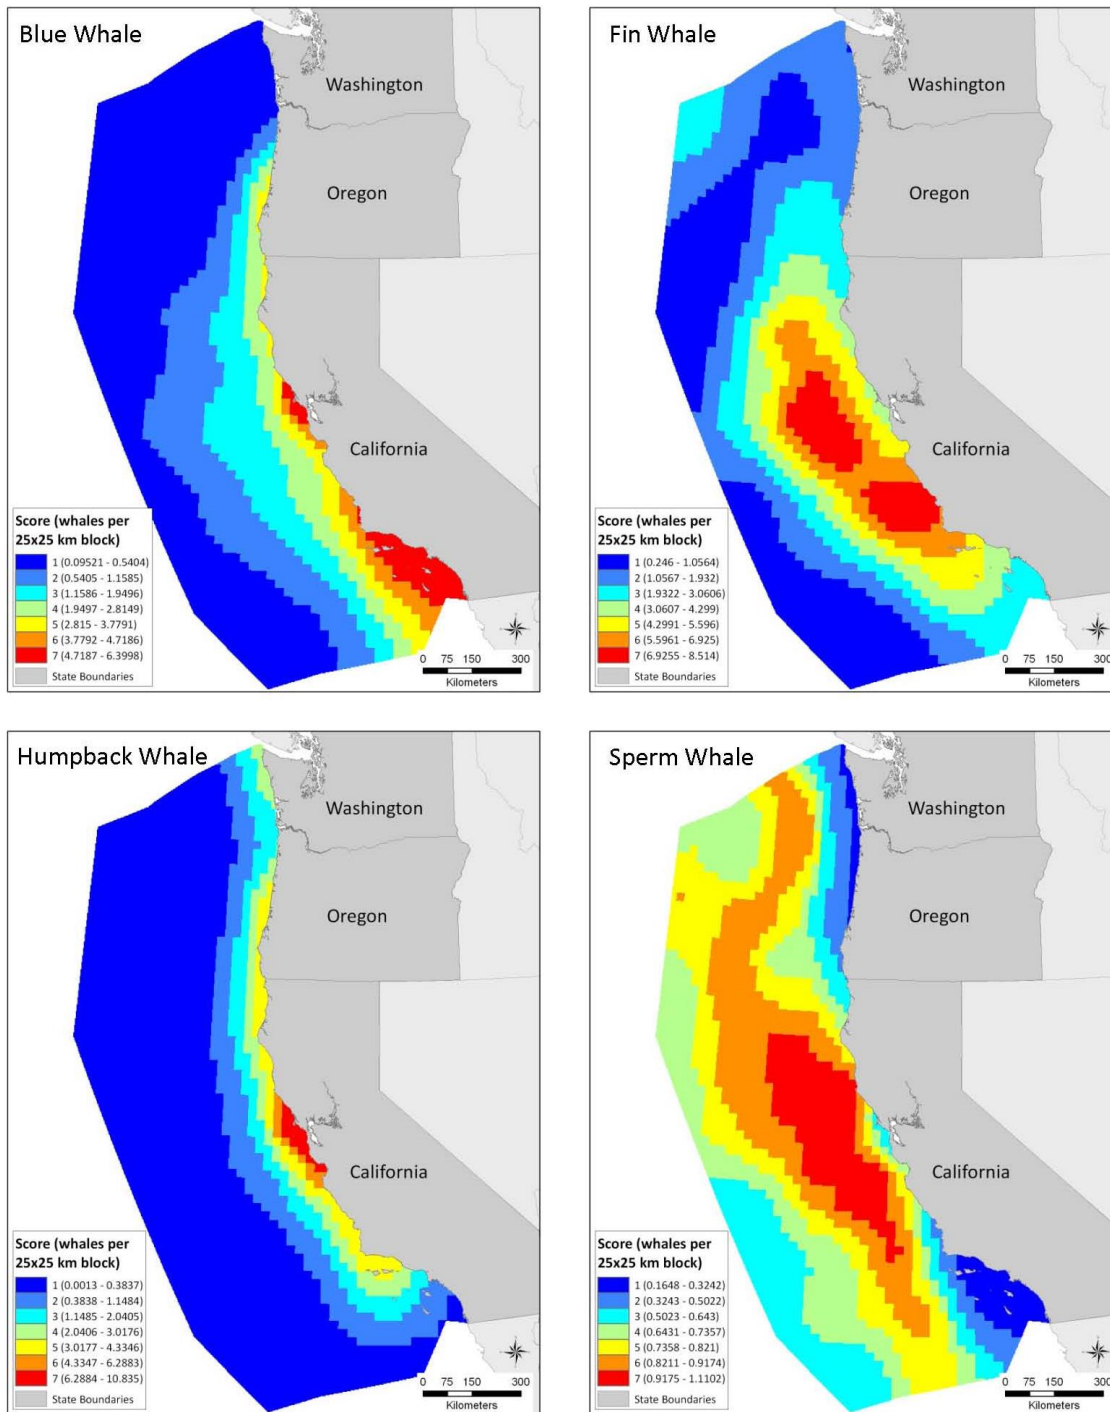 Blue Whale
Washington
Oregon
California
Score (whales per
25x25 km block)
1 (0.09521 - 0.5404)
2 (0.5405 - 1.1585)
3 (1.1586 - 1.9496)
4 (1.9497 - 2.8149)
5 (2.815 - 3.7791)
6 (3.7792 - 4.7186)
7 (4.7187 - 6.3998)
State Boundaries
0 75 150 300
Kilometers
Fin Whale
Washington
Oregon
California
Score (whales per
25x25 km block)
1 (0.246 - 1.0564)
2 (1.0567 - 1.932)
3 (1.9322 - 3.0606)
4 (3.0607 - 4.299)
5 (4.2991 - 5.596)
6 (5.5961 - 6.925)
7 (6.9255 - 8.514)
State Boundaries
0 75 150 300
Kilometers
Humpback Whale
Washington
Oregon
California
Score (whales per
25x25 km block)
1 (0.0013 - 0.3837)
2 (0.3838 - 1.1484)
3 (1.1485 - 2.0405)
4 (2.0406 - 3.0176)
5 (3.0177 - 4.3346)
6 (4.3347 - 6.2883)
7 (6.2884 - 10.835)
State Boundaries
0 75 150 300
Kilometers
Sperm Whale
Washington
Oregon
California
Score (whales per
25x25 km block)
1 (0.1648 - 0.3242)
2 (0.3243 - 0.5022)
3 (0.5023 - 0.643)
4 (0.6431 - 0.7357)
5 (0.7358 - 0.821)
6 (0.8211 - 0.9174)
7 (0.9175 - 1.1102)
State Boundaries
0 75 150 300
Kilometers